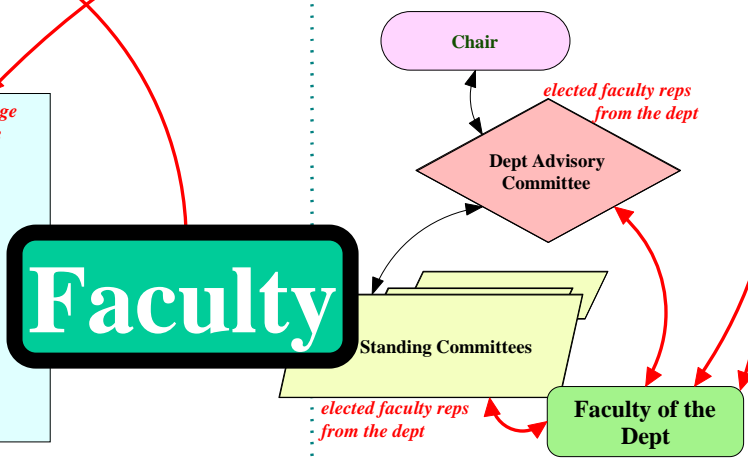 Chair
elected faculty reps
from the dept
ge
Dept Advisory
Committee
Faculty
Standing Committees
elected faculty reps
from the dept
Faculty of the
Dept